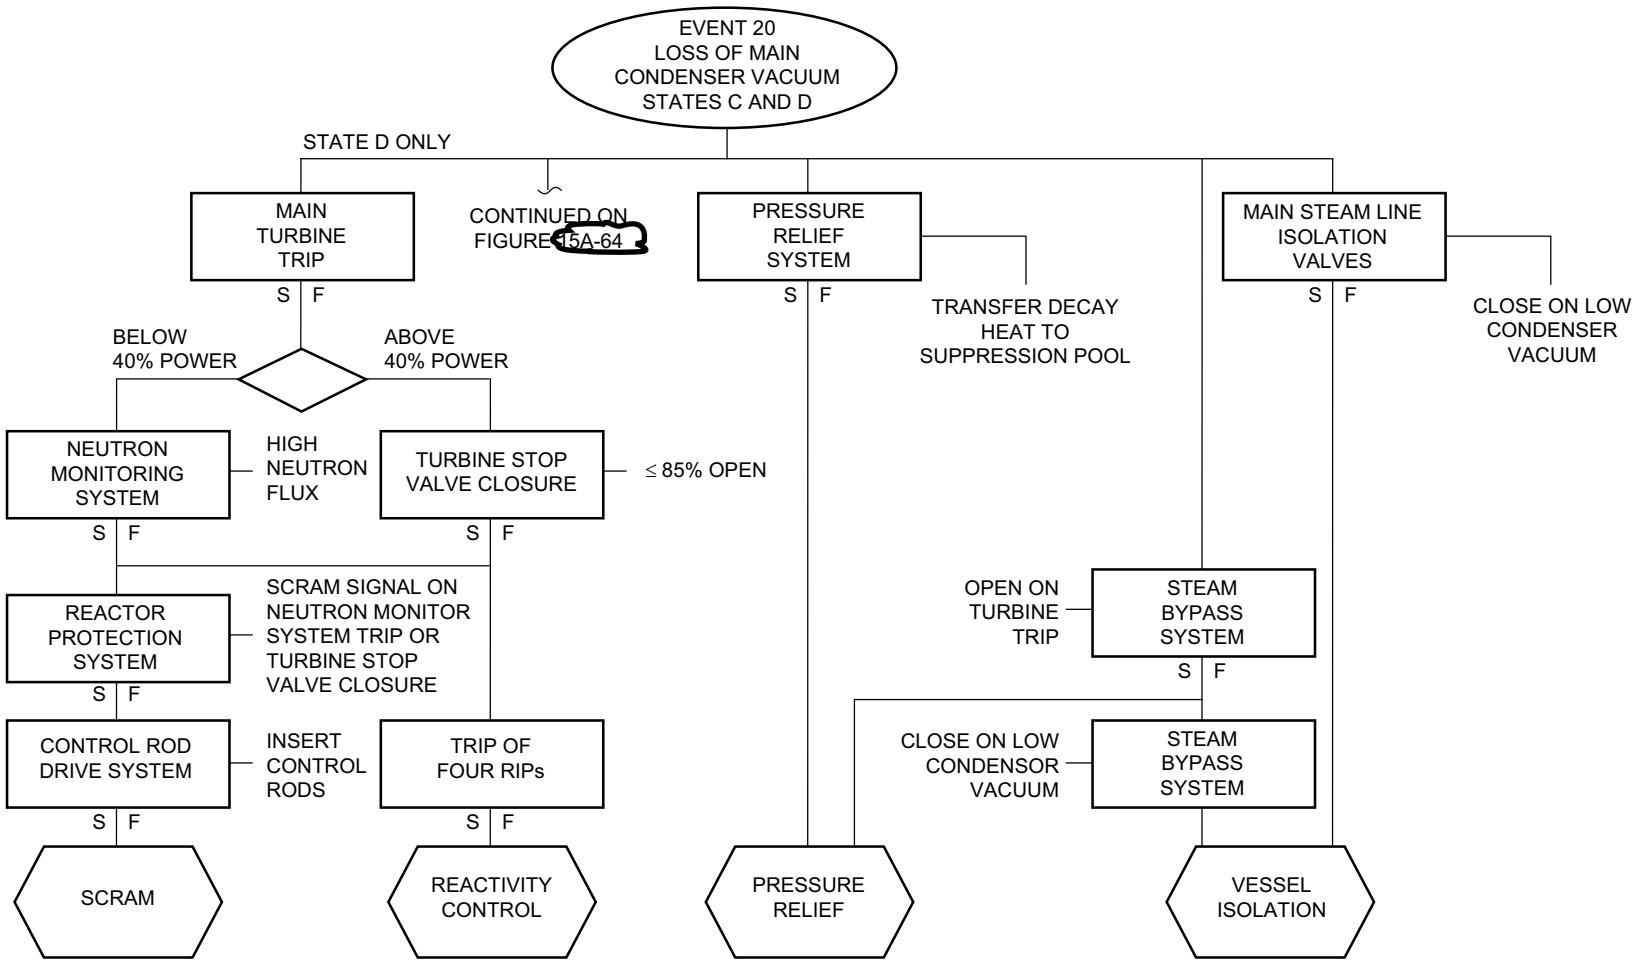 EVENT 20
LOSS OF MAIN
CONDENSER VACUUM
STATES C AND D
STATE D ONLY
MAIN
TURBINE
TRIP
S F
CONTINUED ON
FIGURE 15A-64
PRESSURE
RELIEF
SYSTEM
S F
TRANSFER DECAY
HEAT TO
SUPPRESSION POOL
MAIN STEAM LINE
ISOLATION
VALVES
S F
CLOSE ON LOW
CONDENSER
VACUUM
BELOW
40% POWER
ABOVE
40% POWER
NEUTRON
MONITORING
SYSTEM
S F
HIGH
NEUTRON
FLUX
TURBINE STOP
VALVE CLOSURE
S F
≤ 85% OPEN
REACTOR
PROTECTION
SYSTEM
S F
SCRAM SIGNAL ON
NEUTRON MONITOR
SYSTEM TRIP OR
TURBINE STOP
VALVE CLOSURE
OPEN ON
TURBINE
TRIP
STEAM
BYPASS
SYSTEM
S F
CONTROL ROD
DRIVE SYSTEM
S F
INSERT
CONTROL
RODS
TRIP OF
FOUR RIPs
S F
CLOSE ON LOW
CONDENSOR
VACUUM
STEAM
BYPASS
SYSTEM
SCRAM
REACTIVITY
CONTROL
PRESSURE
RELIEF
VESSEL
ISOLATION